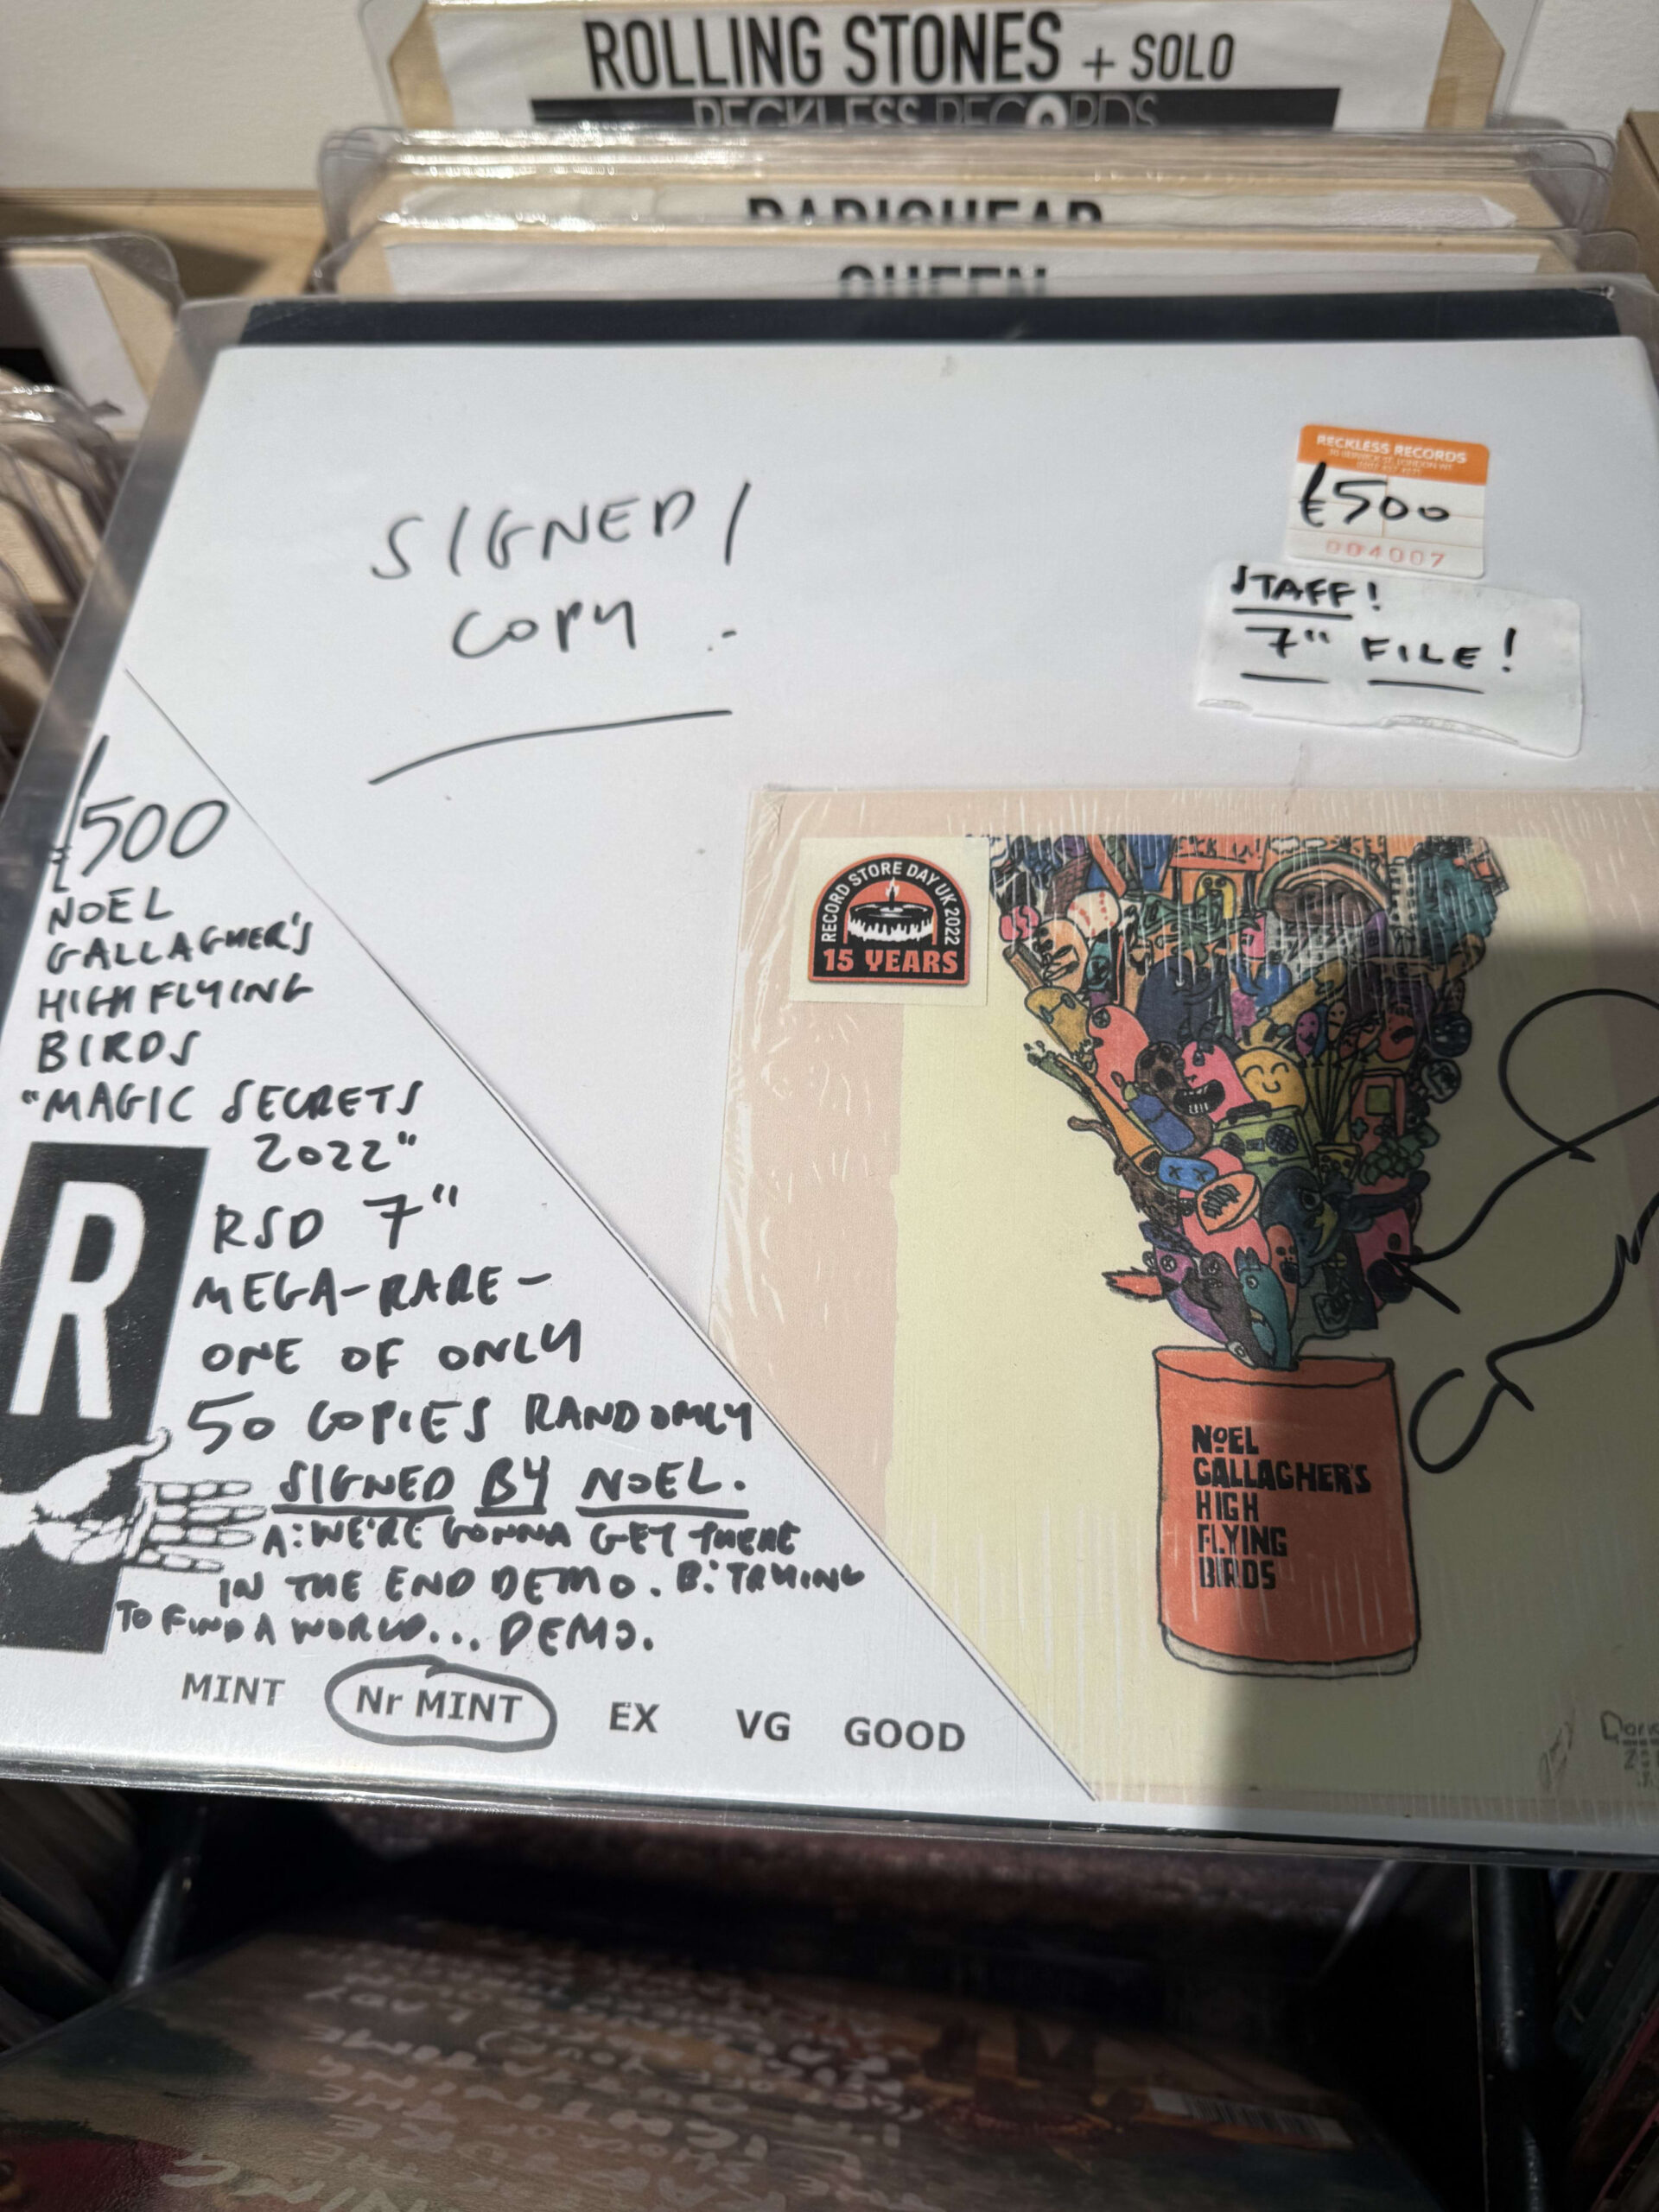 ROLLING STONES + SOLO
RECKLESS RECORDS
RADIOHEAD
QUEEN
SIGNED /
COPY .
RECKLESS RECORDS
£500
004007
STAFF!
7" FILE!
£500
NOEL
GALLAGHER'S
HIGH FLYING
BIRDS
"MAGIC SECRETS
2022"
RSD 7"
MEGA-RARE-
ONE OF ONLY
50 COPIES RANDOMLY
SIGNED BY NOEL.
A: WE'RE GONNA GET THERE
IN THE END DEMO. B: TRYING
TO FIND A WORLD... DEMO.
R
MINT Nr MINT EX VG GOOD
RECORD STORE DAY UK 2022
15 YEARS
NOEL
GALLAGHER'S
HIGH
FLYING
BIRDS